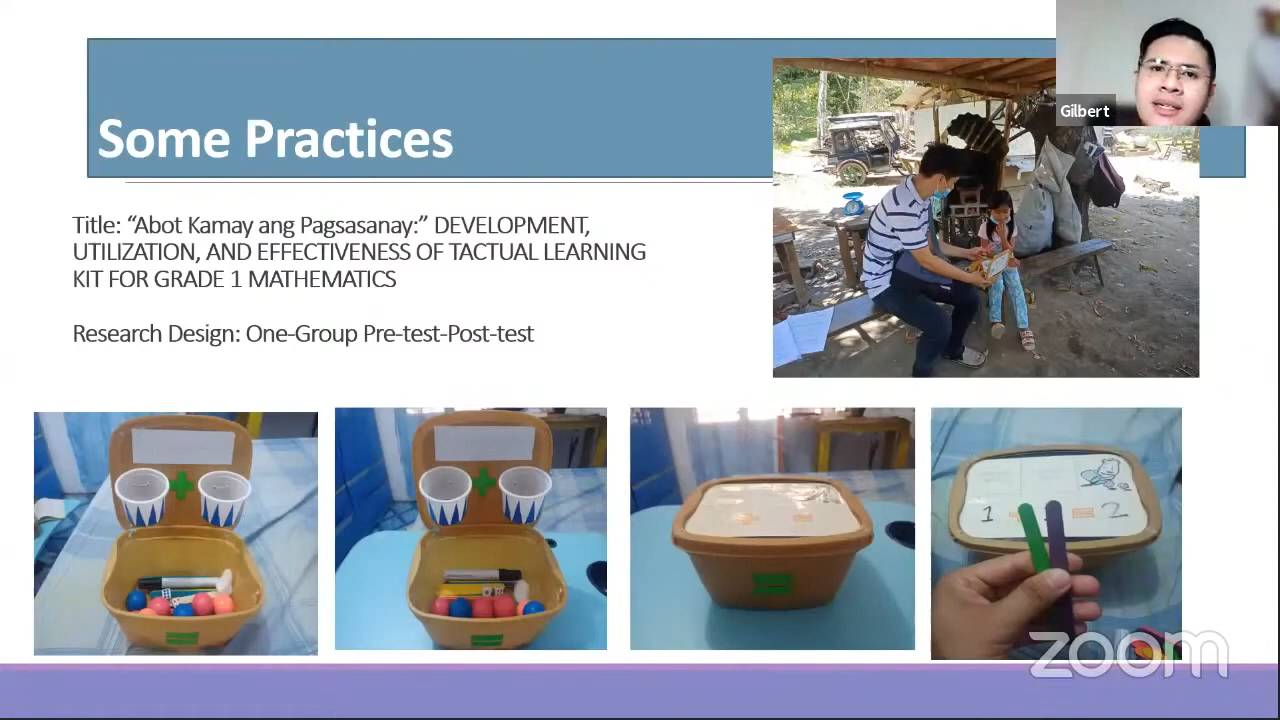 Some Practices
Gilbert
Title: “Abot Kamay ang Pagsasanay:” DEVELOPMENT,
UTILIZATION, AND EFFECTIVENESS OF TACTUAL LEARNING
KIT FOR GRADE 1 MATHEMATICS
Research Design: One-Group Pre-test-Post-test
+
+
=
=
=
1 = 2
zoom